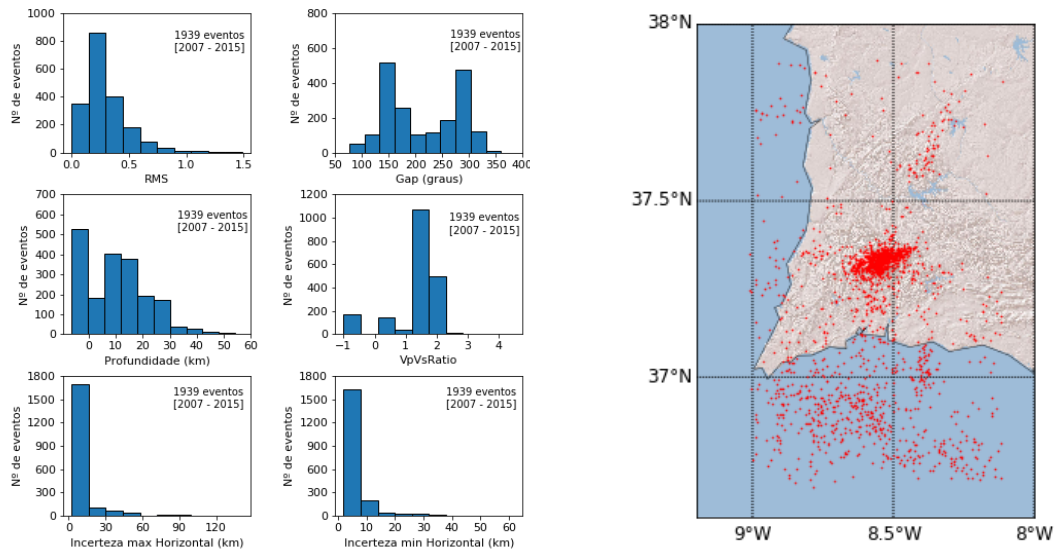 1000
800
600
400
200
0
Nº de eventos
1939 eventos
[2007 - 2015]
0.0 0.5 1.0 1.5
RMS
800
600
400
200
0
Nº de eventos
1939 eventos
[2007 - 2015]
50 100 150 200 250 300 350 400
Gap (graus)
700
600
500
400
300
200
100
0
Nº de eventos
1939 eventos
[2007 - 2015]
0 10 20 30 40 50 60
Profundidade (km)
1200
1000
800
600
400
200
0
Nº de eventos
1939 eventos
[2007 - 2015]
−1 0 1 2 3 4
VpVsRatio
1800
1500
1200
900
600
300
0
Nº de eventos
1939 eventos
[2007 - 2015]
0 30 60 90 120
Incerteza max Horizontal (km)
1800
1500
1200
900
600
300
0
Nº de eventos
1939 eventos
[2007 - 2015]
0 10 20 30 40 50 60
Incerteza min Horizontal (km)
38°N
37.5°N
37°N
9°W 8.5°W 8°W